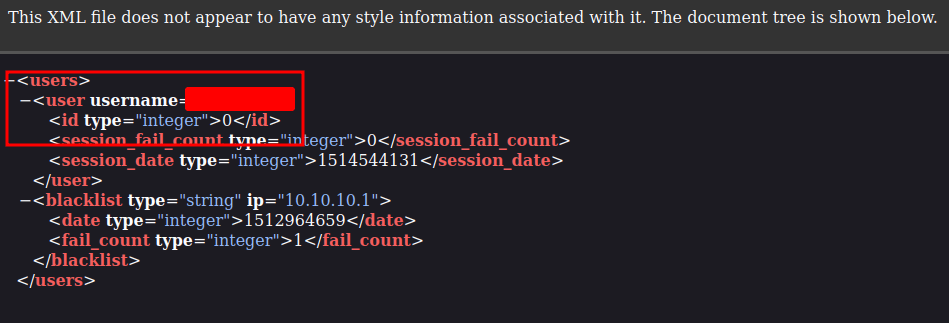 This XML file does not appear to have any style information associated with it. The document tree is shown below.
−<users>
−<user username=
<id type="integer">0</id>
<session_fail_count type="integer">0</session_fail_count>
<session_date type="integer">1514544131</session_date>
</user>
−<blacklist type="string" ip="10.10.10.1">
<date type="integer">1512964659</date>
<fail_count type="integer">1</fail_count>
</blacklist>
</users>